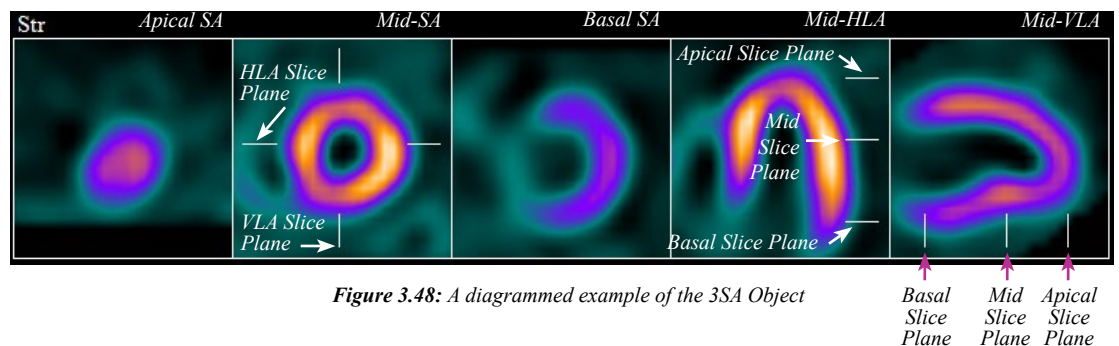 Str
Apical SA
Mid-SA
Basal SA
Mid-HLA
Mid-VLA
HLA Slice
Plane
VLA Slice
Plane
Apical Slice Plane
Mid
Slice
Plane
Basal Slice Plane
Basal
Slice
Plane
Mid
Slice
Plane
Apical
Slice
Plane
Figure 3.48: A diagrammed example of the 3SA Object